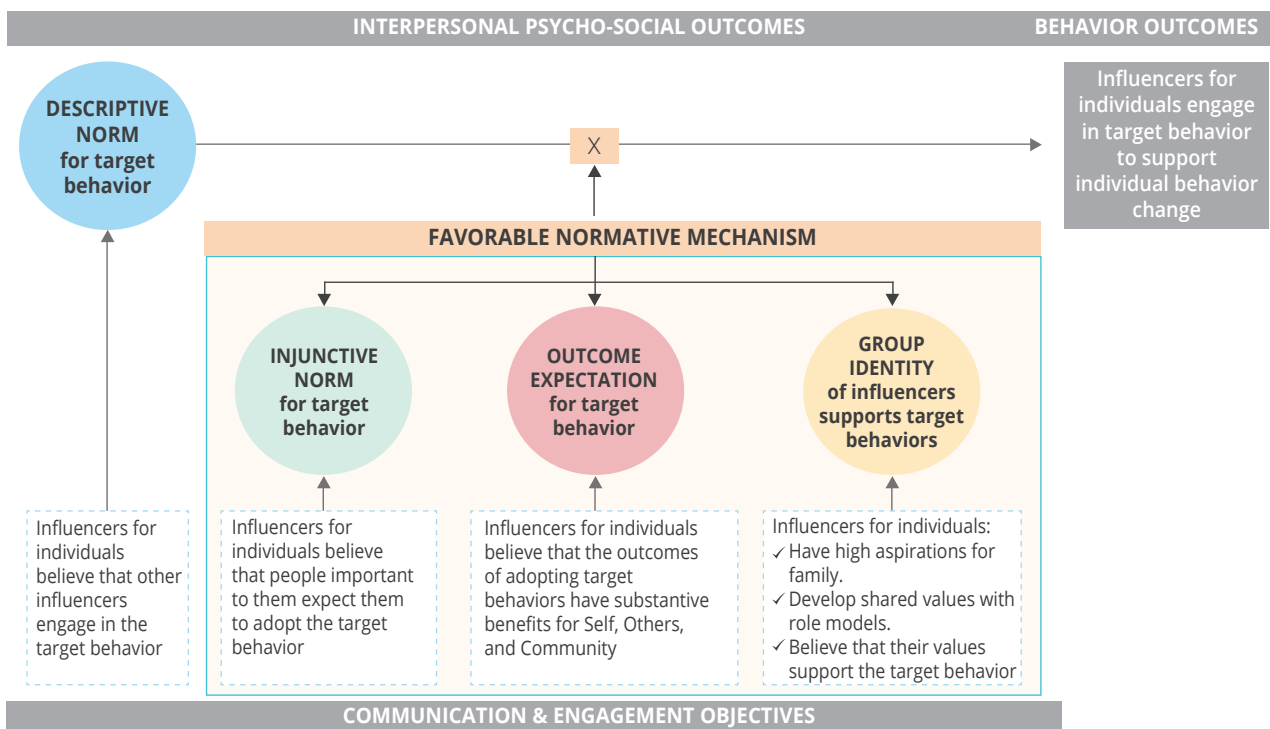 INTERPERSONAL PSYCHO-SOCIAL OUTCOMES
BEHAVIOR OUTCOMES
DESCRIPTIVE
NORM
for target
behavior
X
Influencers for
individuals engage
in target behavior
to support
individual behavior
change
FAVORABLE NORMATIVE MECHANISM
INJUNCTIVE
NORM
for target
behavior
OUTCOME
EXPECTATION
for target
behavior
GROUP
IDENTITY
of influencers
supports target
behaviors
Influencers for
individuals
believe that other
influencers
engage in the
target behavior
Influencers for
individuals believe
that people important
to them expect them
to adopt the target
behavior
Influencers for individuals
believe that the outcomes
of adopting target
behaviors have substantive
benefits for Self, Others,
and Community
Influencers for individuals:
✓ Have high aspirations for
family.
✓ Develop shared values with
role models.
✓ Believe that their values
support the target behavior
COMMUNICATION & ENGAGEMENT OBJECTIVES